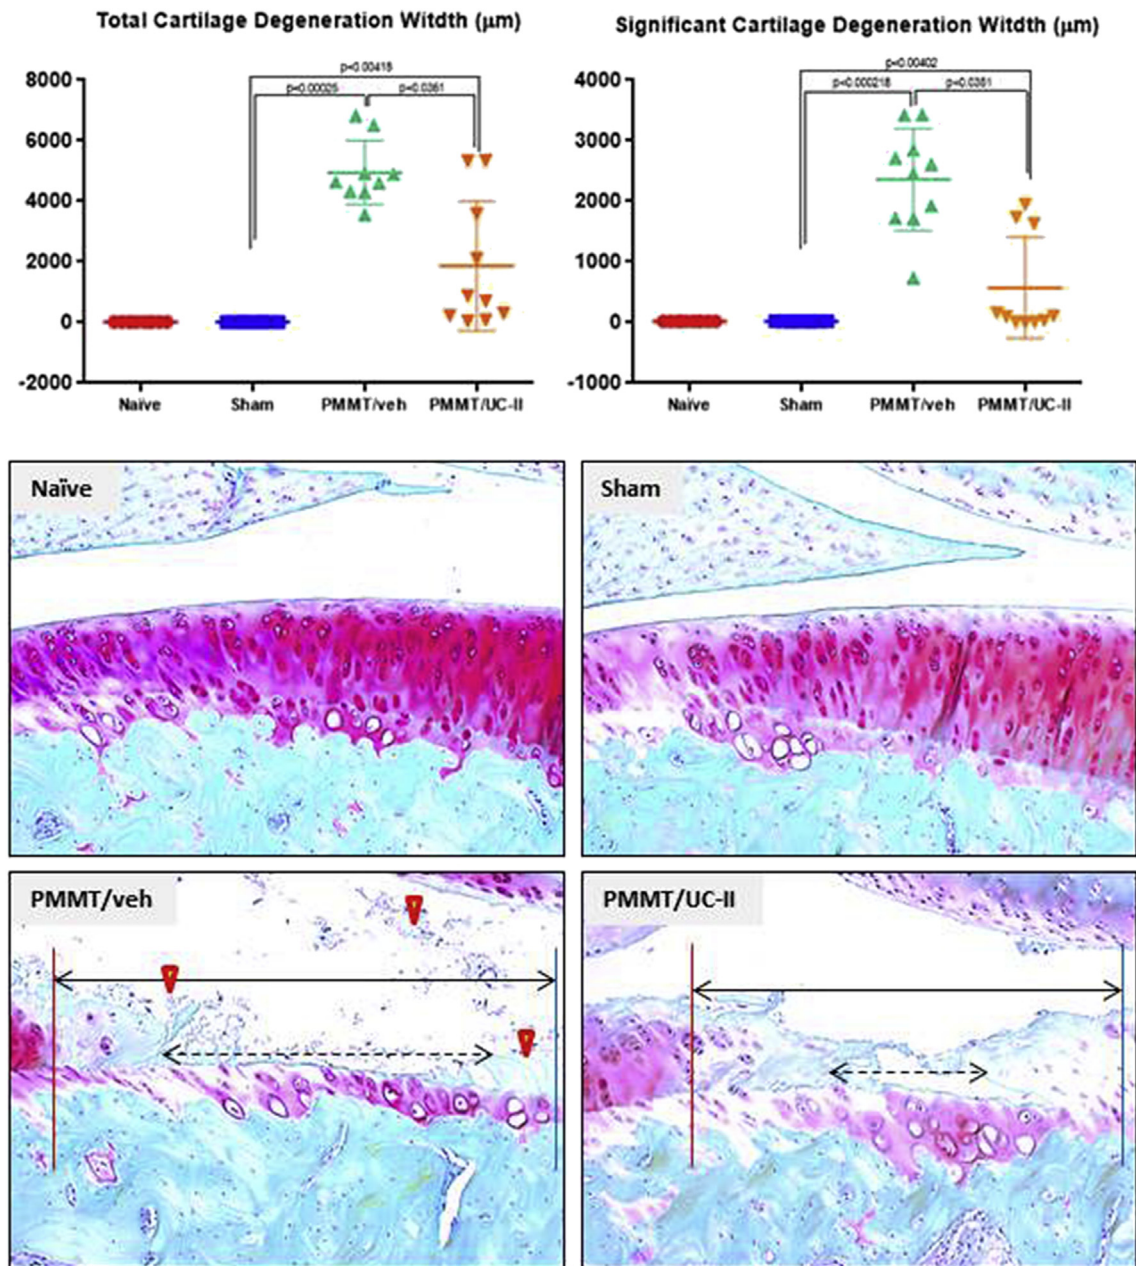 Total Cartilage Degeneration Witdth (μm)
8000
6000
4000
2000
0
-2000
p<0.00418
p<0.00025
p<0.0361
Naïve
Sham
PMMT/veh
PMMT/UC-II
Significant Cartilage Degeneration Witdth (μm)
4000
3000
2000
1000
0
-1000
p<0.00402
p<0.000218
p<0.0361
Naïve
Sham
PMMT/veh
PMMT/UC-II
Naïve
Sham
PMMT/veh
PMMT/UC-II